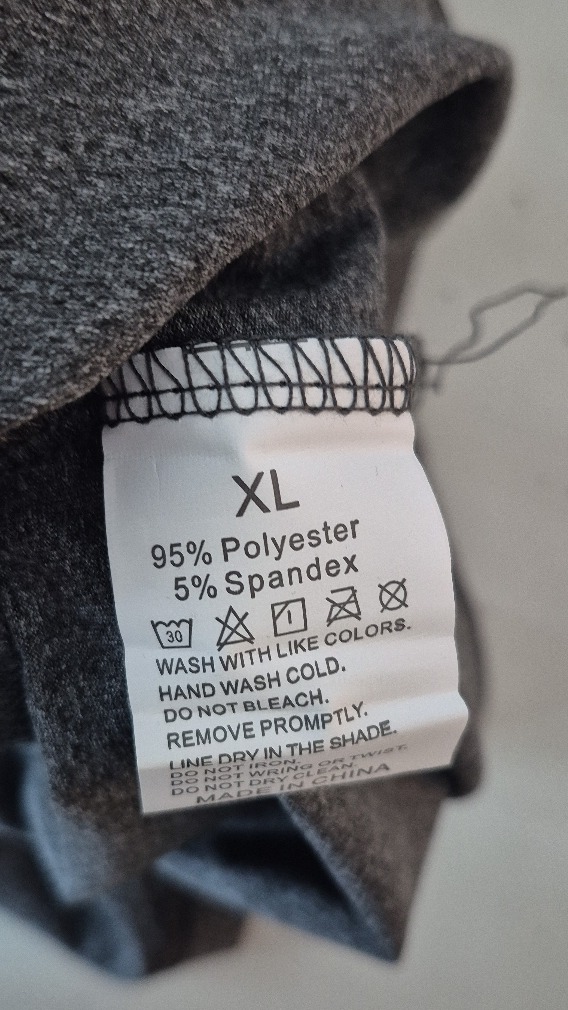 XL
95% Polyester
5% Spandex
30
WASH WITH LIKE COLORS.
HAND WASH COLD.
DO NOT BLEACH.
REMOVE PROMPTLY.
LINE DRY IN THE SHADE.
DO NOT IRON.
DO NOT WRING OR TWIST.
DO NOT DRY CLEAN.
MADE IN CHINA